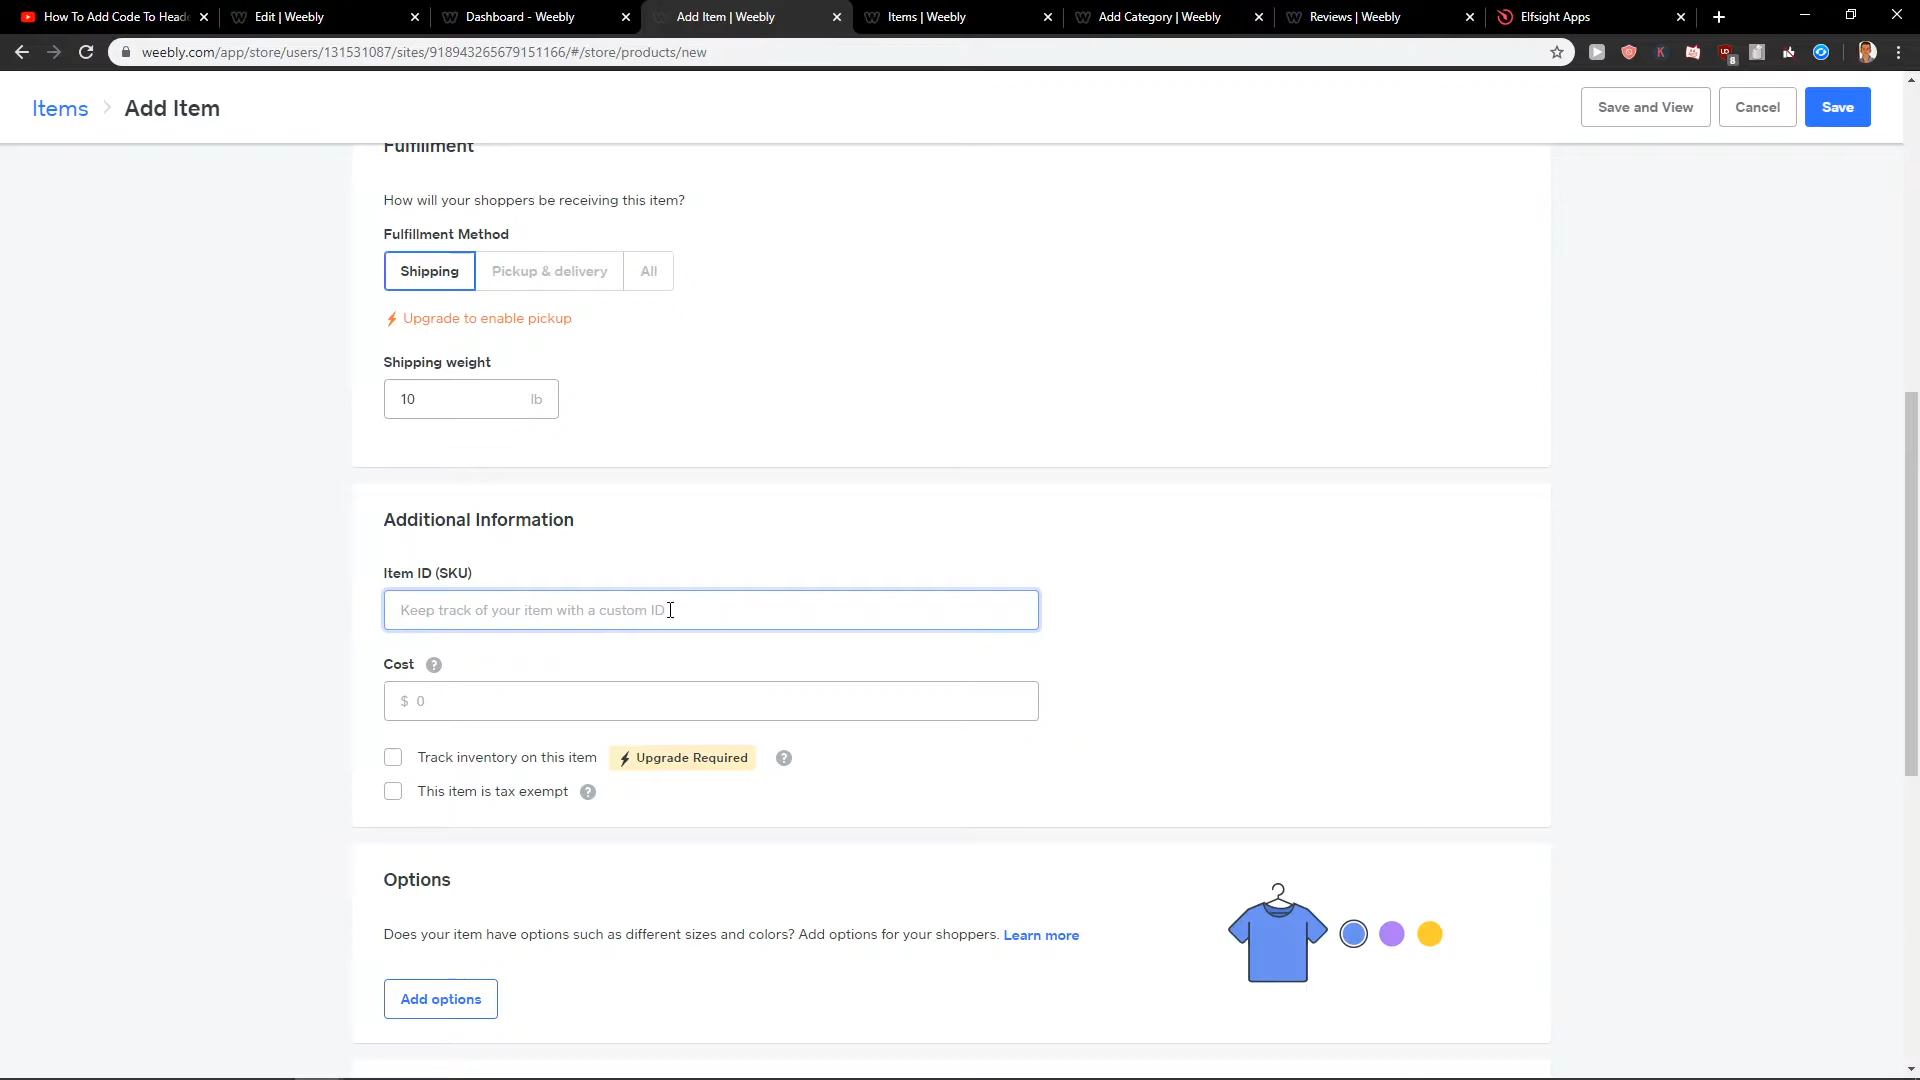 How To Add Code To Heade
Edit | Weebly
Dashboard - Weebly
Add Item | Weebly
Items | Weebly
Add Category | Weebly
Reviews | Weebly
Elfsight Apps
weebly.com/app/store/users/131531087/sites/918943265679151166/#/store/products/new
8
Items > Add Item
Save and View
Cancel
Save
Fulfillment
How will your shoppers be receiving this item?
Fulfillment Method
Shipping
Pickup & delivery
All
Upgrade to enable pickup
Shipping weight
10 lb
Additional Information
Item ID (SKU)
Keep track of your item with a custom ID
Cost ?
$ 0
Track inventory on this item Upgrade Required ?
This item is tax exempt ?
Options
Does your item have options such as different sizes and colors? Add options for your shoppers. Learn more
Add options